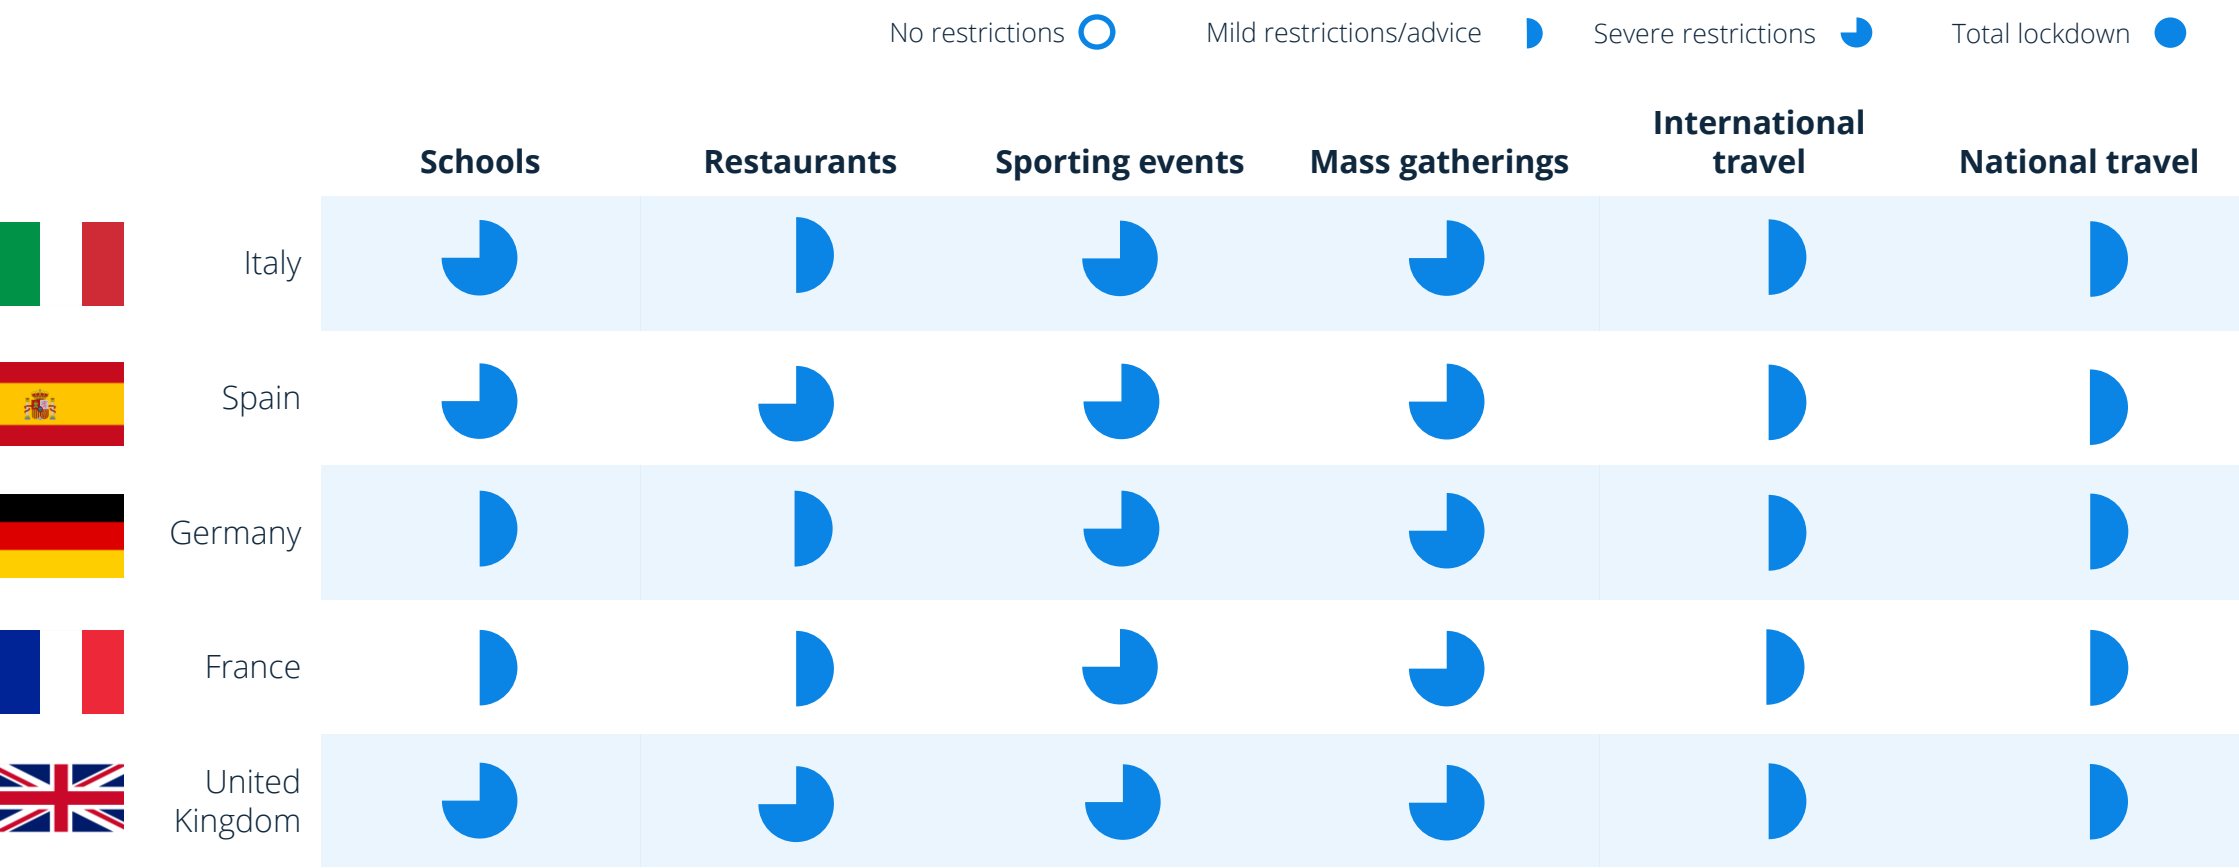 No restrictions
Mild restrictions/advice
Severe restrictions
Total lockdown
Schools
Restaurants
Sporting events
Mass gatherings
International
travel
National travel
Italy
Spain
Germany
France
United
Kingdom